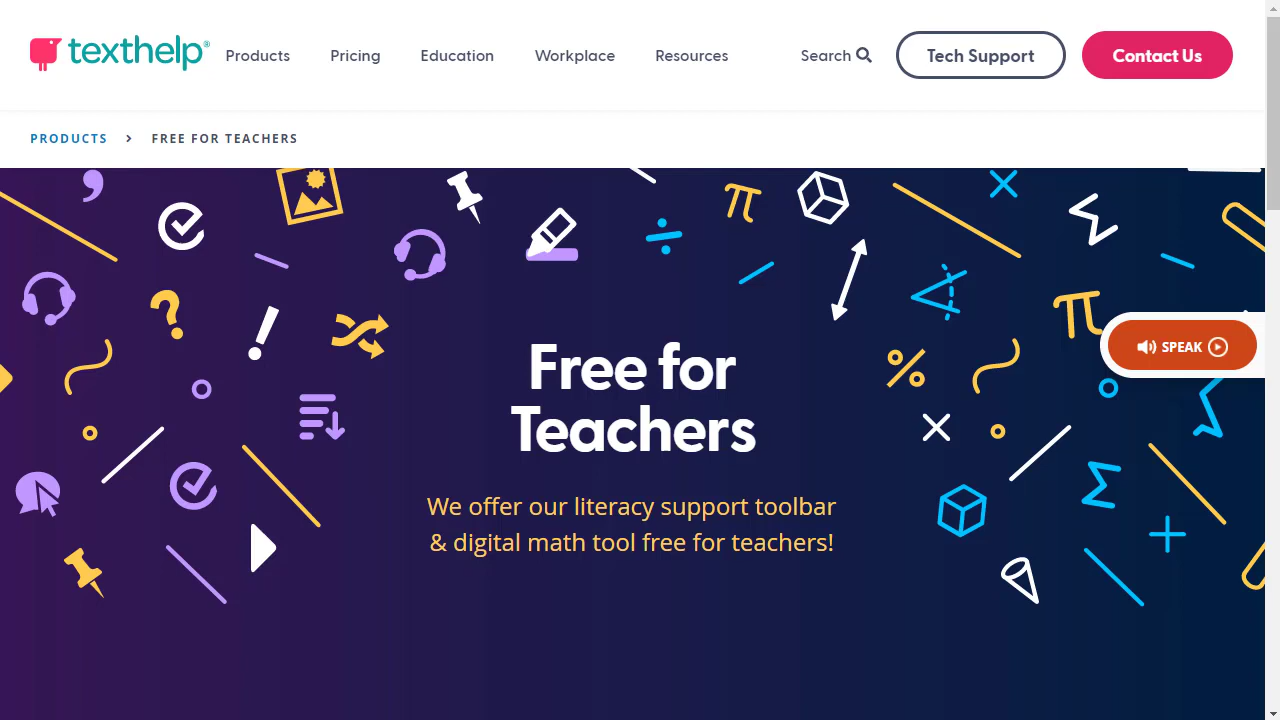 texthelp®
Products Pricing Education Workplace Resources Search Tech Support Contact Us
PRODUCTS > FREE FOR TEACHERS
SPEAK
Free for
Teachers
We offer our literacy support toolbar
& digital math tool free for teachers!